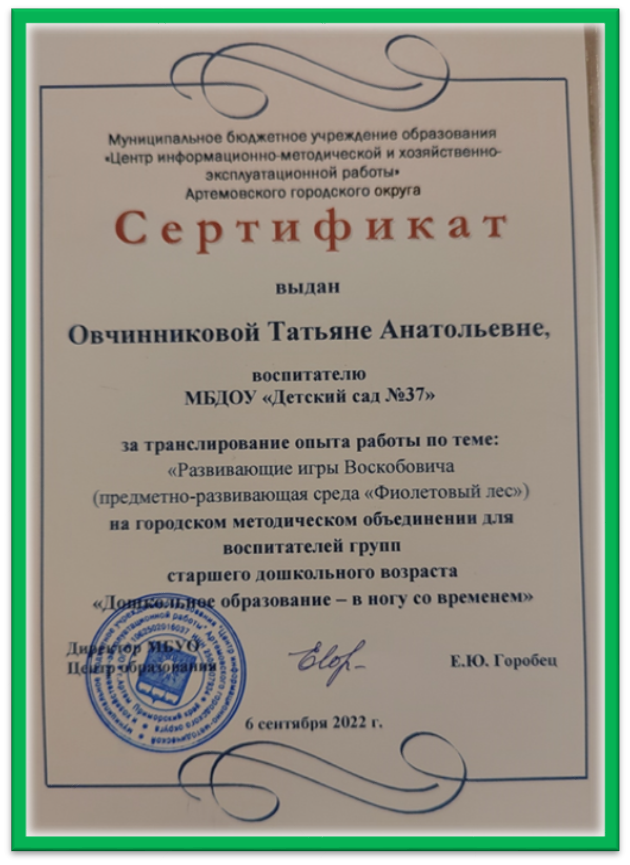 Муниципальное бюджетное учреждение образования
«Центр информационно-методической и хозяйственно-
эксплуатационной работы»
Артемовского городского округа
Сертификат
выдан
Овчинниковой Татьяне Анатольевне,
воспитателю
МБДОУ «Детский сад №37»
за транслирование опыта работы по теме:
«Развивающие игры Воскобовича
(предметно-развивающая среда «Фиолетовый лес»)
на городском методическом объединении для
воспитателей групп
старшего дошкольного возраста
«Дошкольное образование – в ногу со временем»
Директор МБУО
Центр образования
Е.Ю. Горобец
6 сентября 2022 г.